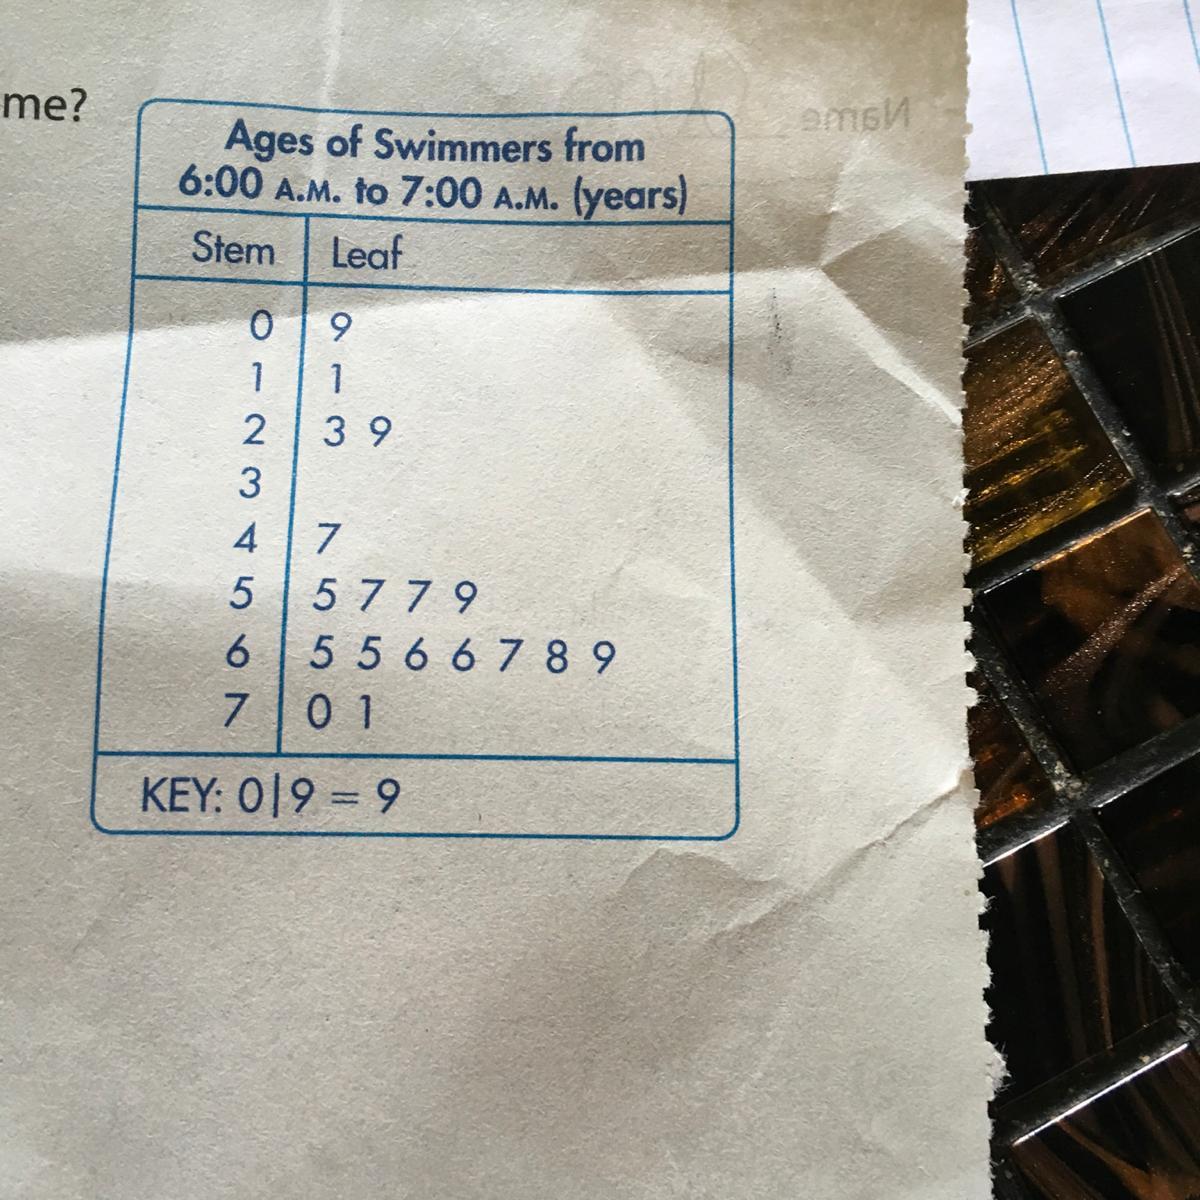 me?
Name
Ages of Swimmers from
6:00 A.M. to 7:00 A.M. (years)
Stem Leaf
0 9
1 1
2 3 9
3
4 7
5 5 7 7 9
6 5 5 6 6 7 8 9
7 0 1
KEY: 0|9 = 9